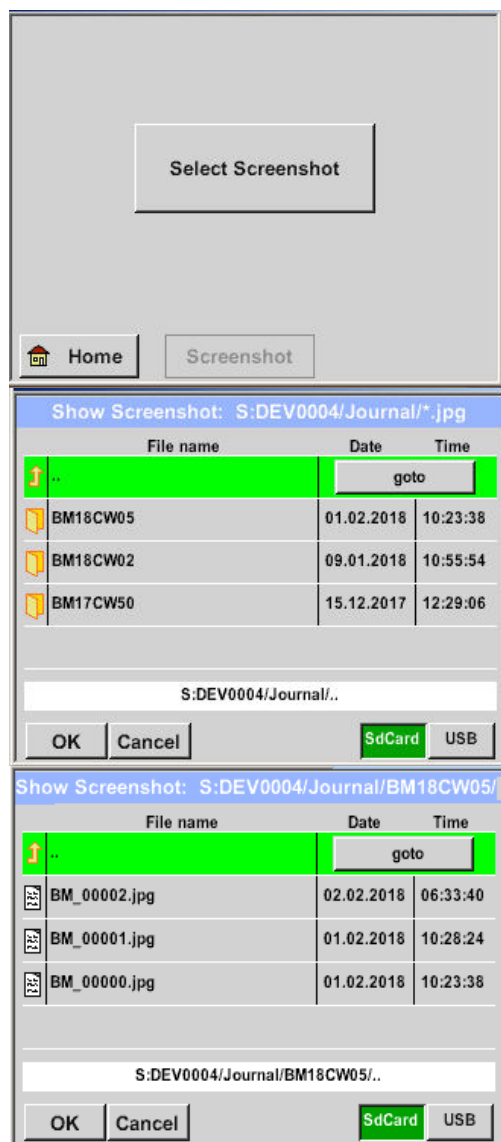 Select Screenshot
Home Screenshot
Show Screenshot: S:DEV0004/Journal/*.jpg
File name Date Time
.. goto
BM18CW05 01.02.2018 10:23:38
BM18CW02 09.01.2018 10:55:54
BM17CW50 15.12.2017 12:29:06
S:DEV0004/Journal/..
OK Cancel SdCard USB
Show Screenshot: S:DEV0004/Journal/BM18CW05/
File name Date Time
.. goto
BM_00002.jpg 02.02.2018 06:33:40
BM_00001.jpg 01.02.2018 10:28:24
BM_00000.jpg 01.02.2018 10:23:38
S:DEV0004/Journal/BM18CW05/..
OK Cancel SdCard USB